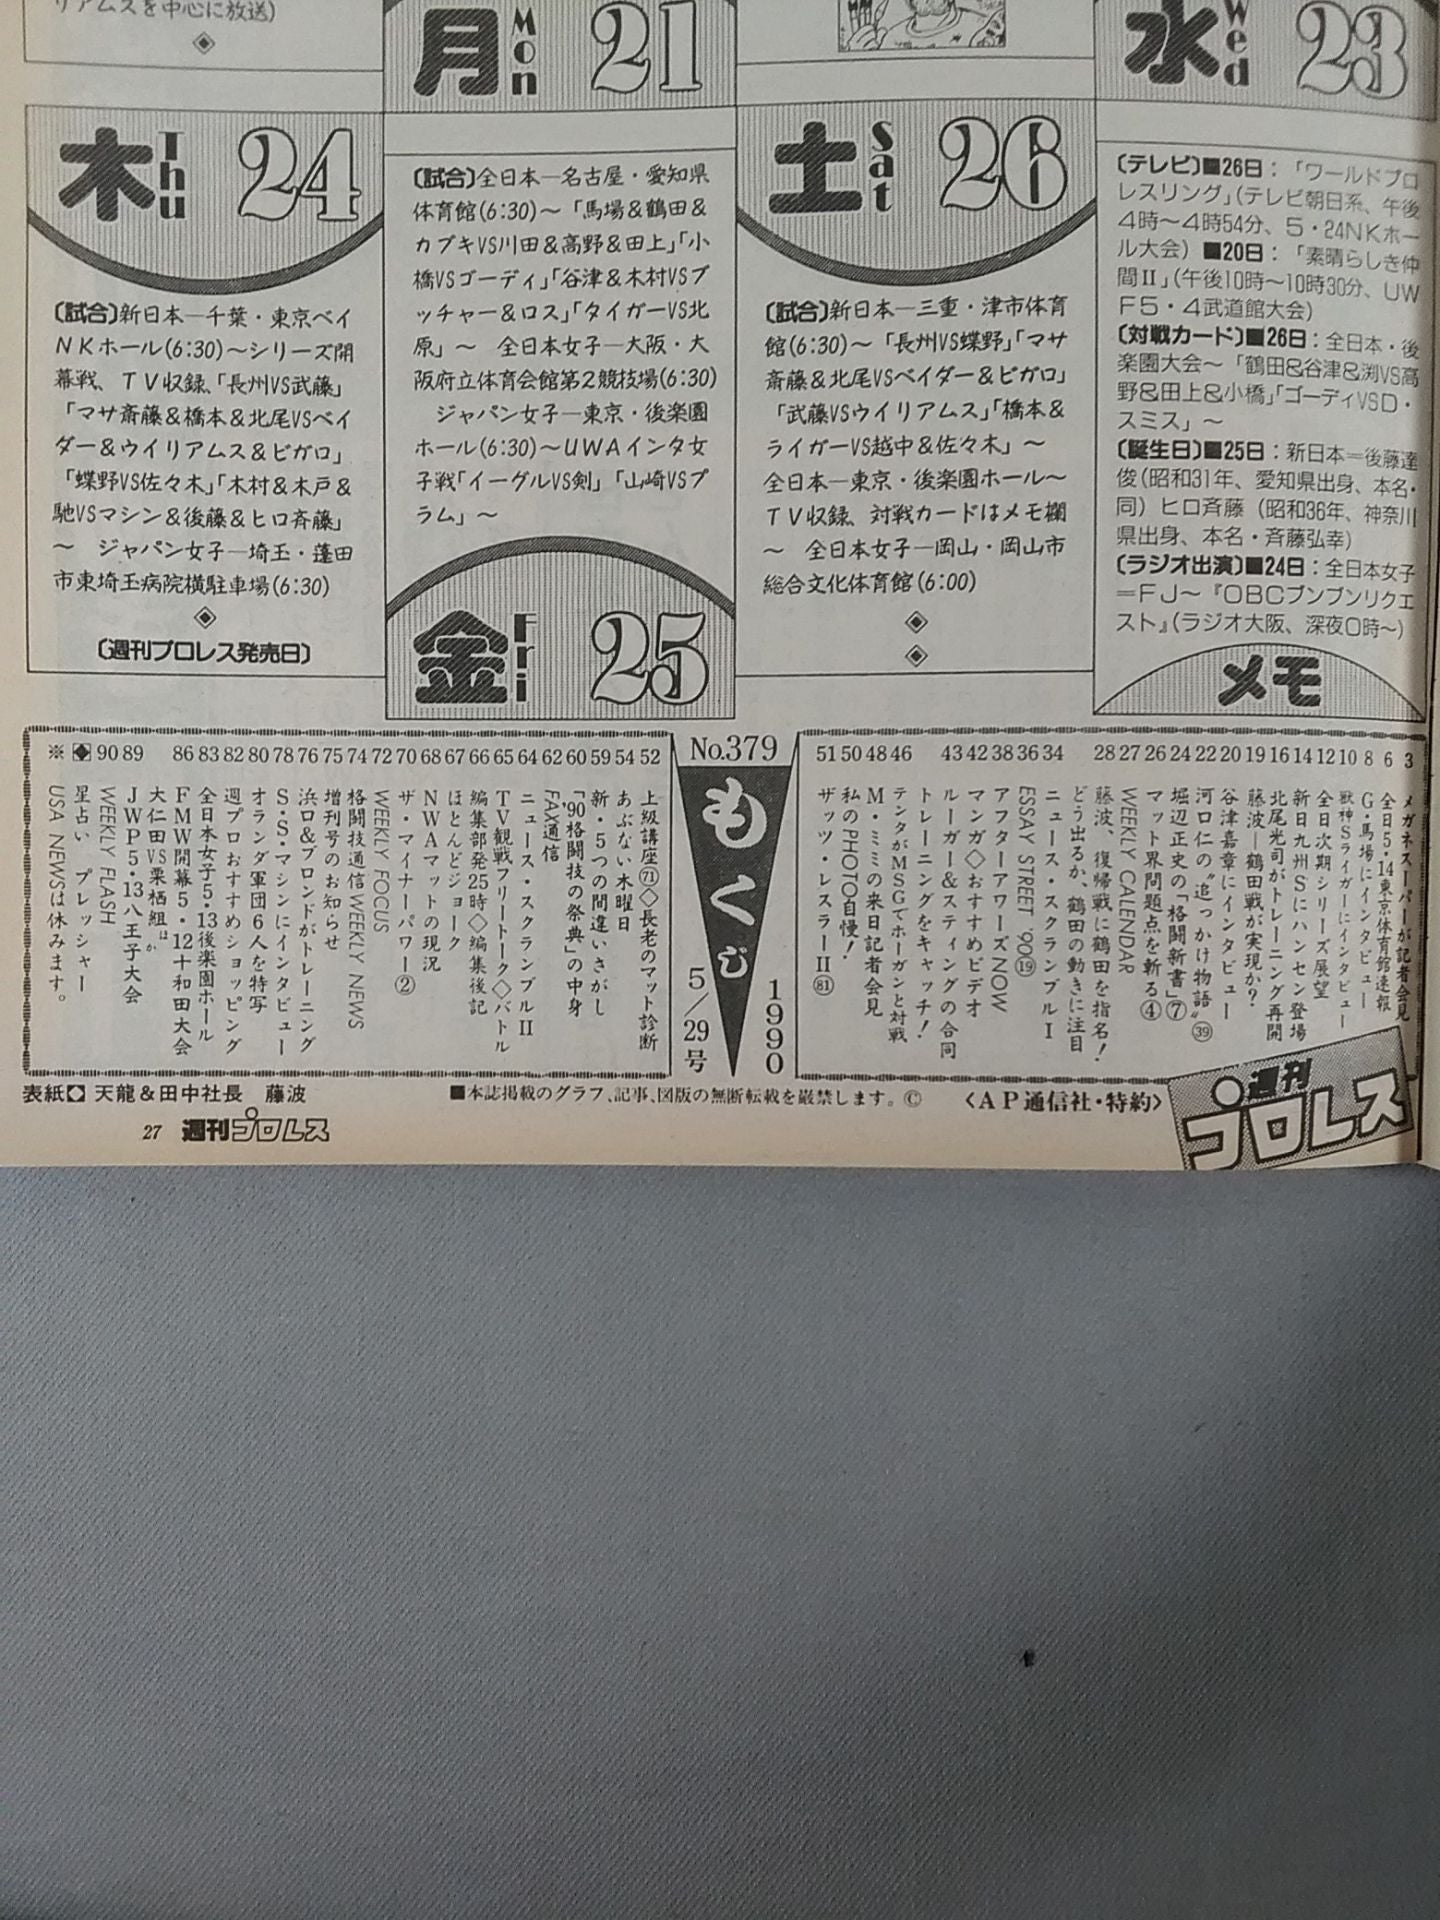 リアムスを中心に放送)
月 Mon 21
水 Wed 23
木 Thu 24
〔試合〕新日本―千葉・東京ベイ
NKホール(6:30)～シリーズ開
幕戦、TV収録、「長州VS武藤」
「マサ斎藤&橋本&北尾VSベイ
ダー&ウイリアムス&ビガロ」
「蝶野VS佐々木」「木村&木戸&
馳VSマシン&後藤&ヒロ斉藤」
～ ジャパン女子―埼玉・蓮田
市東埼玉病院横駐車場(6:30)
〔週刊プロレス発売日〕
〔試合〕全日本―名古屋・愛知県
体育館(6:30)～「馬場&鶴田&
カブキVS川田&高野&田上」「小
橋VSゴーディ」「谷津&木村VSブ
ッチャー&ロス」「タイガーVS北
原」～ 全日本女子―大阪・大
阪府立体育会館第2競技場(6:30)
ジャパン女子―東京・後楽園
ホール(6:30)～UWAインタ女
子戦「イーグルVS剣」「山崎VSプ
ラム」～
金 Fri 25
土 Sat 26
〔試合〕新日本―三重・津市体育
館(6:30)～「長州VS蝶野」「マサ
斎藤&北尾VSベイダー&ビガロ」
「武藤VSウイリアムス」「橋本&
ライガーVS越中&佐々木」～
全日本―東京・後楽園ホール～
TV収録、対戦カードはメモ欄
～ 全日本女子―岡山・岡山市
総合文化体育館(6:00)
〔テレビ〕■26日：「ワールドプロ
レスリング」(テレビ朝日系、午後
4時～4時54分、5・24NKホー
ル大会) ■20日：「素晴らしき仲
間II」(午後10時～10時30分、UW
F5・4武道館大会)
〔対戦カード〕■26日：全日本・後
楽園大会～「鶴田&谷津&渕VS高
野&田上&小橋」「ゴーディVSD・
スミス」～
〔誕生日〕■25日：新日本＝後藤達
俊(昭和31年、愛知県出身、本名・
同) ヒロ斉藤 (昭和36年、神奈川
県出身、本名・斉藤弘幸)
〔ラジオ出演〕■24日：全日本女子
＝FJ～『OBCブンブンリクエ
スト』(ラジオ大阪、深夜0時～)
メモ
No.379
もくじ
1990
5/29号
3 メガネスーパーが記者会見
6 全日5・14東京体育館速報
8 G・馬場にインタビュー
10 獣神Sライガーにインタビュー
12 全日次期シリーズ展望
14 新日九州Sにハンセン登場
16 北尾光司がトレーニング再開
19 藤波―鶴田戦が実現か?
20 谷津嘉章にインタビュー
22 河口仁の〝追っかけ物語〟㊴
24 堀辺正史の「格闘新書」⑦
26 マット界問題点を斬る④
27 WEEKLY CALENDAR
28 藤波、復帰戦に鶴田を指名!
どう出るか、鶴田の動きに注目
34 ニュース・スクランブルI
36 ESSAY STREET '90⑲
38 アフターアワーズNOW
42 マンガ◇おすすめビデオ
43 ルーガー&スティングの合同
トレーニングをキャッチ!
46 テンタがMSGでホーガンと対戦
48 M・ミミの来日記者会見
50 私のPHOTO自慢!
51 ザッツ・レスラーII㊶
52 上級講座㉛◇長老のマット診断
54 あぶない木曜日
59 新・5つの間違いさがし
60 「'90格闘技の祭典」の中身
62 FAX通信
64 ニュース・スクランブルII
65 TV観戦フリートーク◇バトル
66 編集部発25時◇編集後記
67 ほとんどジョーク
68 NWAマットの現況
70 ザ・マイナーパワー②
72 WEEKLY FOCUS
74 格闘技通信WEEKLY NEWS
75 増刊号のお知らせ
76 浜口&ブロンドがトレーニング
78 S・S・マシンにインタビュー
80 オランダ軍団6人を特写
82 週プロおすすめショッピング
83 全日本女子5・13後楽園ホール
86 FMW開幕5・12十和田大会
大仁田VS栗栖組ほか
89 JWP5・13八王子大会
90 WEEKLY FLASH
◆ 星占い プレッシャー
※ USA NEWSは休みます。
表紙◇天龍&田中社長 藤波
■本誌掲載のグラフ、記事、図版の無断転載を厳禁します。©
〈AP通信社・特約〉
週刊プロレス
27 週刊プロレス